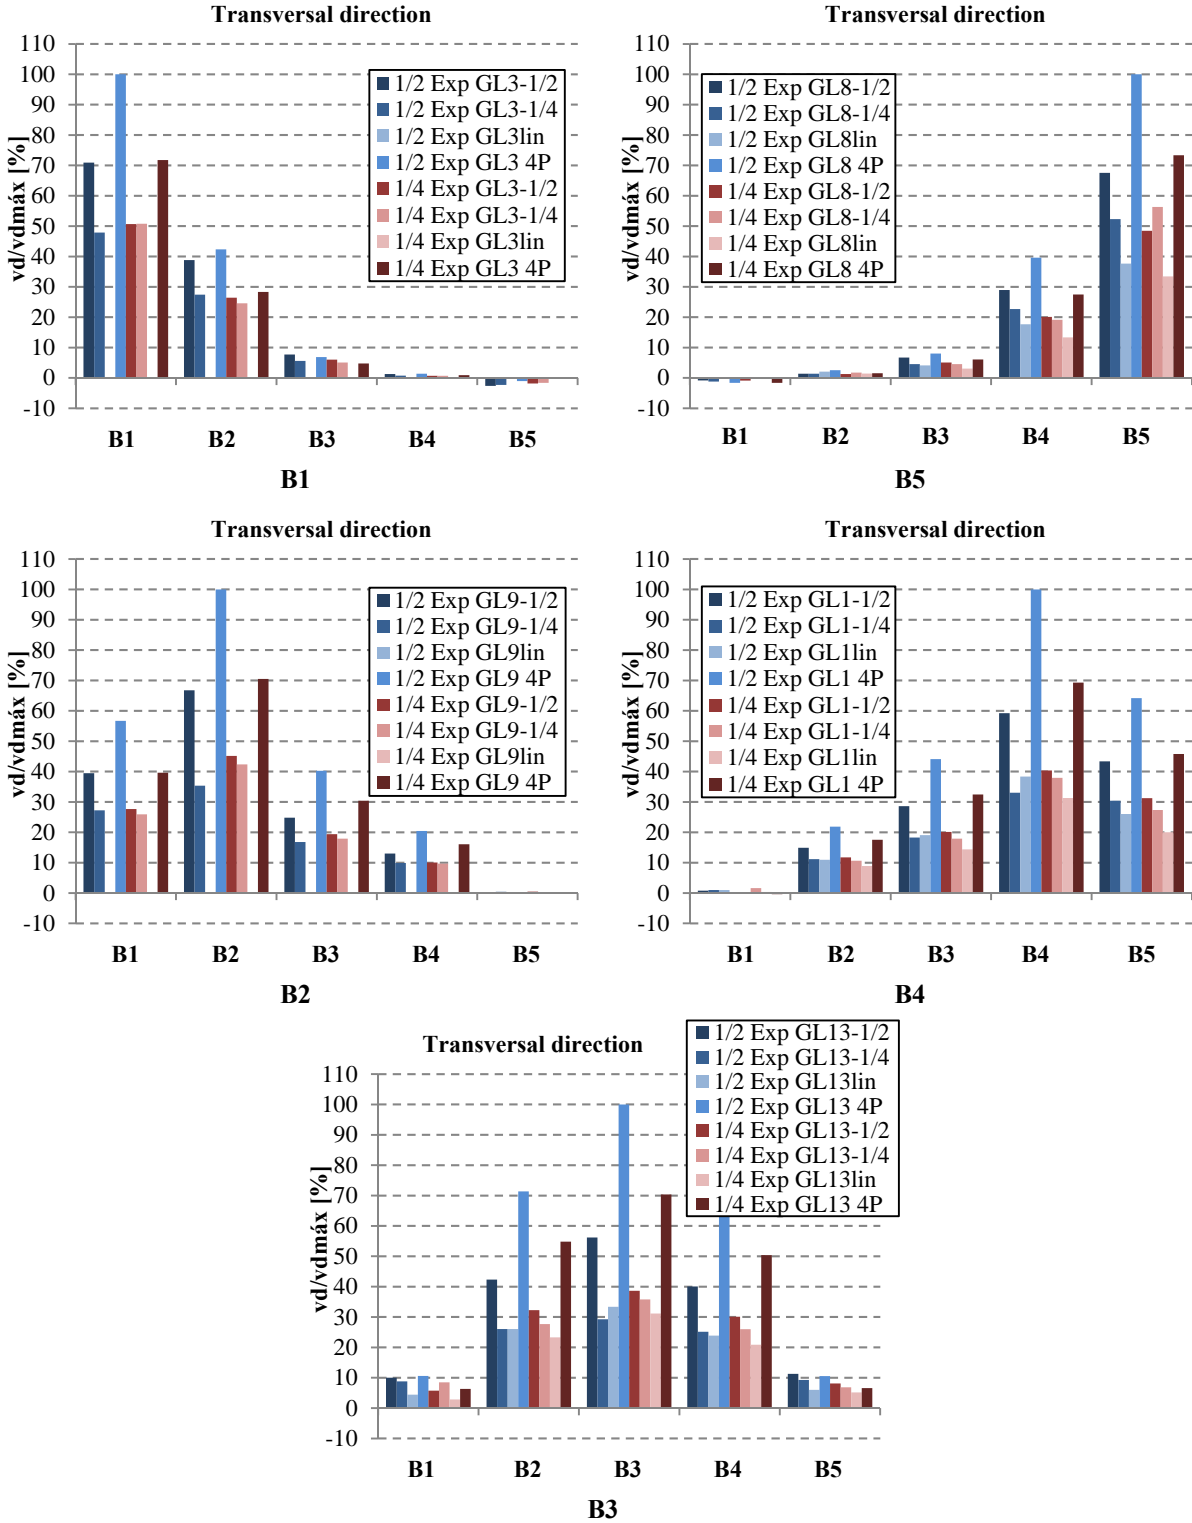 Transversal direction
vd/vdmáx [%]
110
100
90
80
70
60
50
40
30
20
10
0
-10
1/2 Exp GL3-1/2
1/2 Exp GL3-1/4
1/2 Exp GL3lin
1/2 Exp GL3 4P
1/4 Exp GL3-1/2
1/4 Exp GL3-1/4
1/4 Exp GL3lin
1/4 Exp GL3 4P
B1 B2 B3 B4 B5
B1
Transversal direction
vd/vdmáx [%]
110
100
90
80
70
60
50
40
30
20
10
0
-10
1/2 Exp GL8-1/2
1/2 Exp GL8-1/4
1/2 Exp GL8lin
1/2 Exp GL8 4P
1/4 Exp GL8-1/2
1/4 Exp GL8-1/4
1/4 Exp GL8lin
1/4 Exp GL8 4P
B1 B2 B3 B4 B5
B5
Transversal direction
vd/vdmáx [%]
110
100
90
80
70
60
50
40
30
20
10
0
-10
1/2 Exp GL9-1/2
1/2 Exp GL9-1/4
1/2 Exp GL9lin
1/2 Exp GL9 4P
1/4 Exp GL9-1/2
1/4 Exp GL9-1/4
1/4 Exp GL9lin
1/4 Exp GL9 4P
B1 B2 B3 B4 B5
B2
Transversal direction
vd/vdmáx [%]
110
100
90
80
70
60
50
40
30
20
10
0
-10
1/2 Exp GL1-1/2
1/2 Exp GL1-1/4
1/2 Exp GL1lin
1/2 Exp GL1 4P
1/4 Exp GL1-1/2
1/4 Exp GL1-1/4
1/4 Exp GL1lin
1/4 Exp GL1 4P
B1 B2 B3 B4 B5
B4
Transversal direction
vd/vdmáx [%]
110
100
90
80
70
60
50
40
30
20
10
0
-10
1/2 Exp GL13-1/2
1/2 Exp GL13-1/4
1/2 Exp GL13lin
1/2 Exp GL13 4P
1/4 Exp GL13-1/2
1/4 Exp GL13-1/4
1/4 Exp GL13lin
1/4 Exp GL13 4P
B1 B2 B3 B4 B5
B3